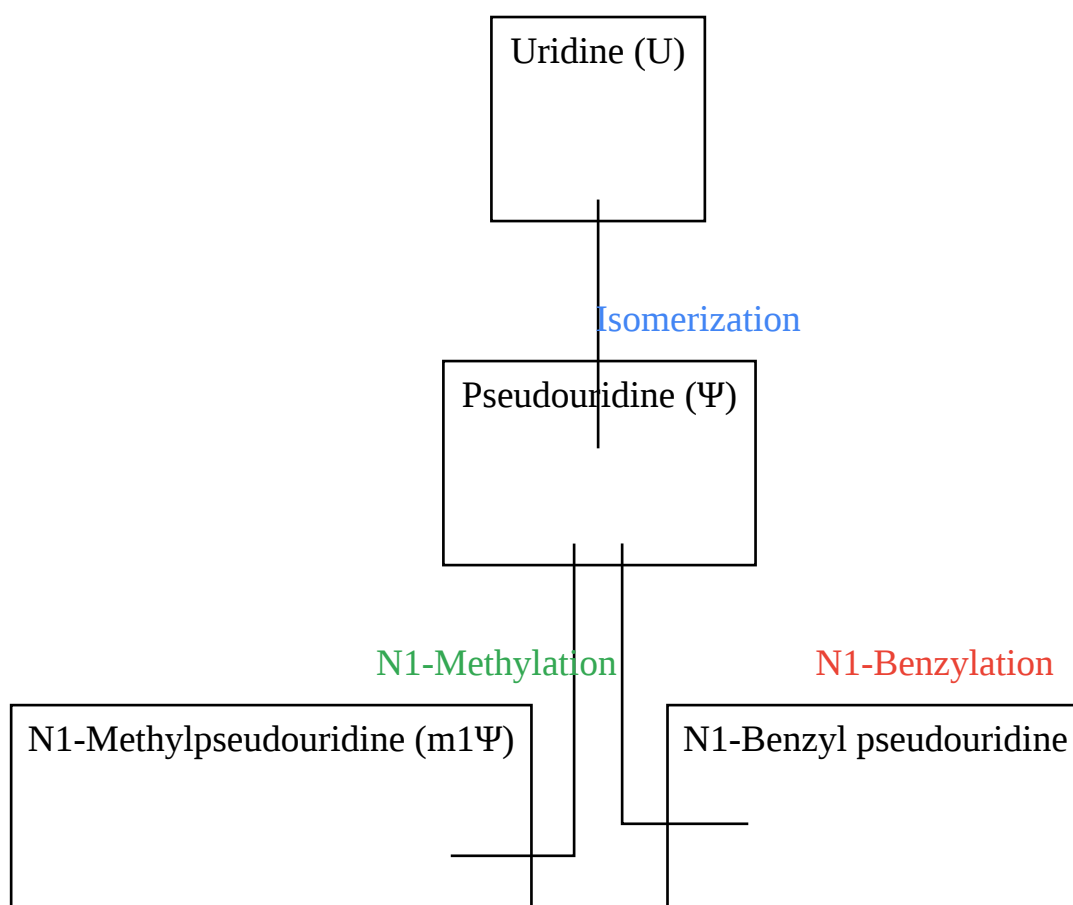 Uridine (U)
Isomerization
Pseudouridine (Ψ)
N1-Methylation
N1-Benzylation
N1-Methylpseudouridine (m1Ψ)
N1-Benzyl pseudouridine